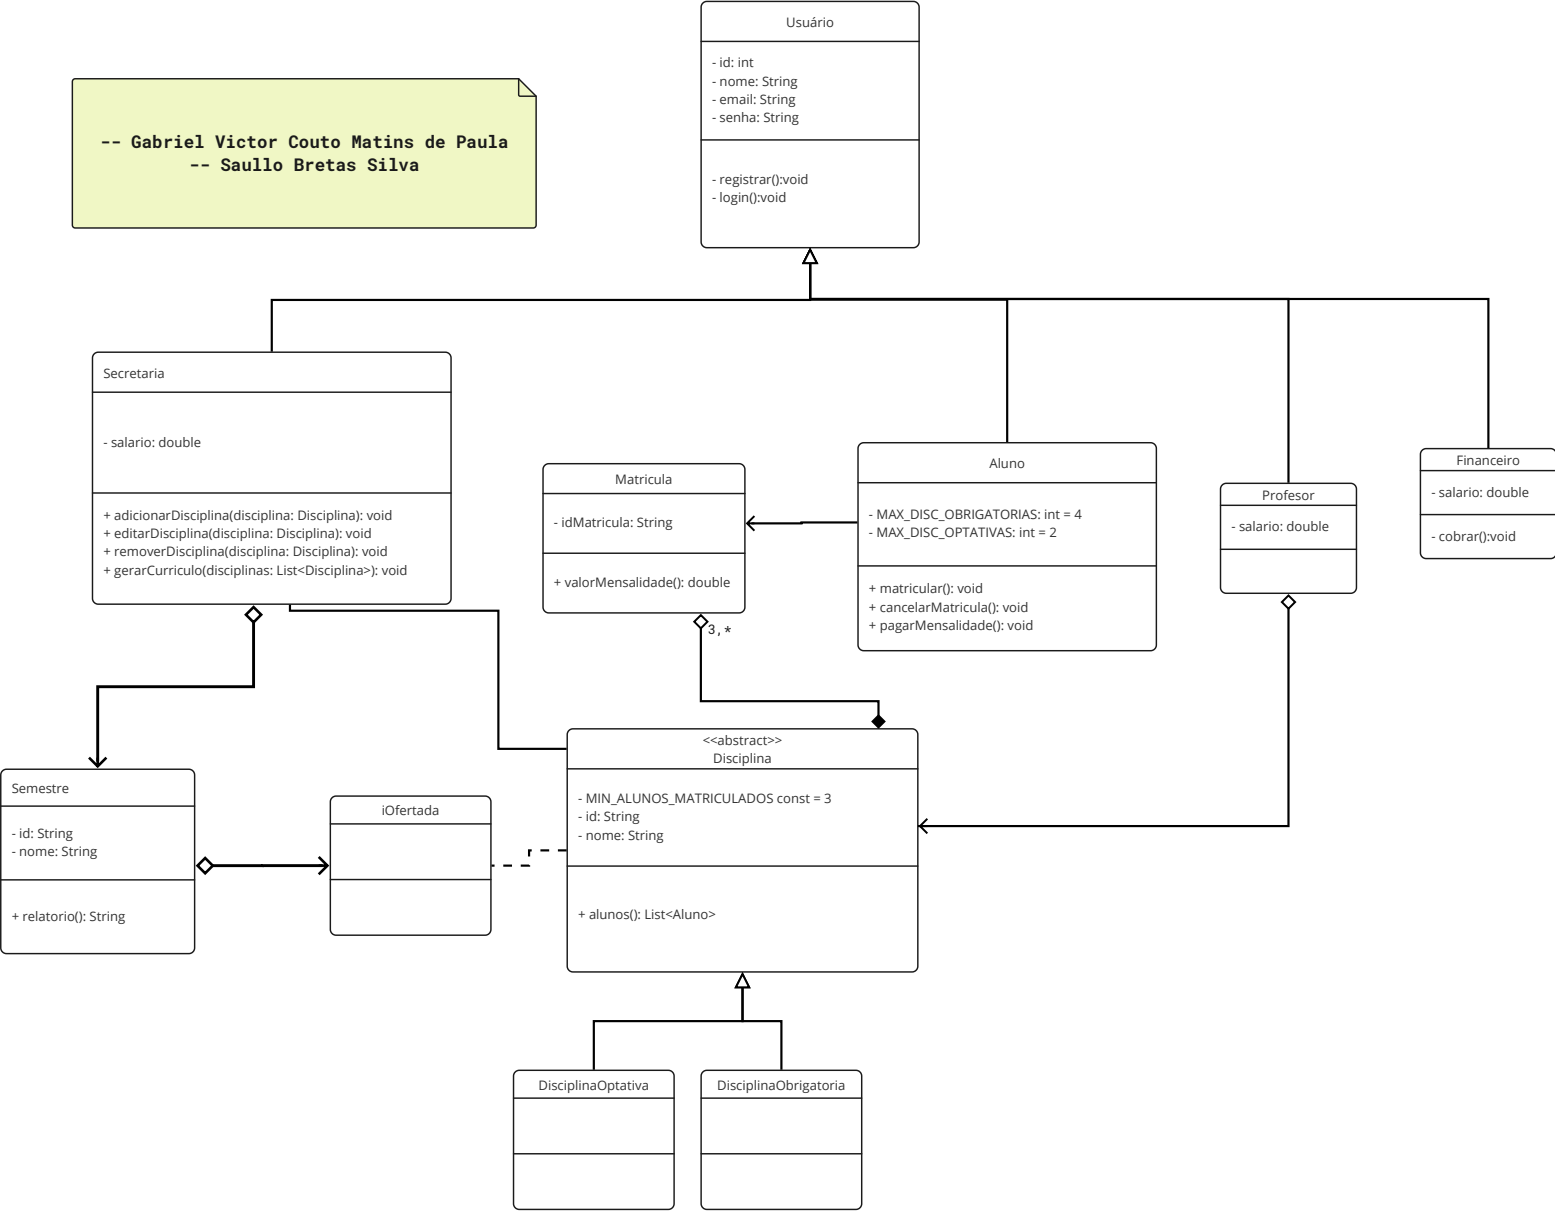 Usuário
- id: int
- nome: String
- email: String
- senha: String
- registrar():void
- login():void
-- Gabriel Victor Couto Matins de Paula
-- Saullo Bretas Silva
Secretaria
- salario: double
+ adicionarDisciplina(disciplina: Disciplina): void
+ editarDisciplina(disciplina: Disciplina): void
+ removerDisciplina(disciplina: Disciplina): void
+ gerarCurriculo(disciplinas: List<Disciplina>): void
Matricula
- idMatricula: String
+ valorMensalidade(): double
3,*
Aluno
- MAX_DISC_OBRIGATORIAS: int = 4
- MAX_DISC_OPTATIVAS: int = 2
+ matricular(): void
+ cancelarMatricula(): void
+ pagarMensalidade(): void
Profesor
- salario: double
Financeiro
- salario: double
- cobrar():void
Semestre
- id: String
- nome: String
+ relatorio(): String
iOfertada
<<abstract>>
Disciplina
- MIN_ALUNOS_MATRICULADOS const = 3
- id: String
- nome: String
+ alunos(): List<Aluno>
DisciplinaOptativa
DisciplinaObrigatoria